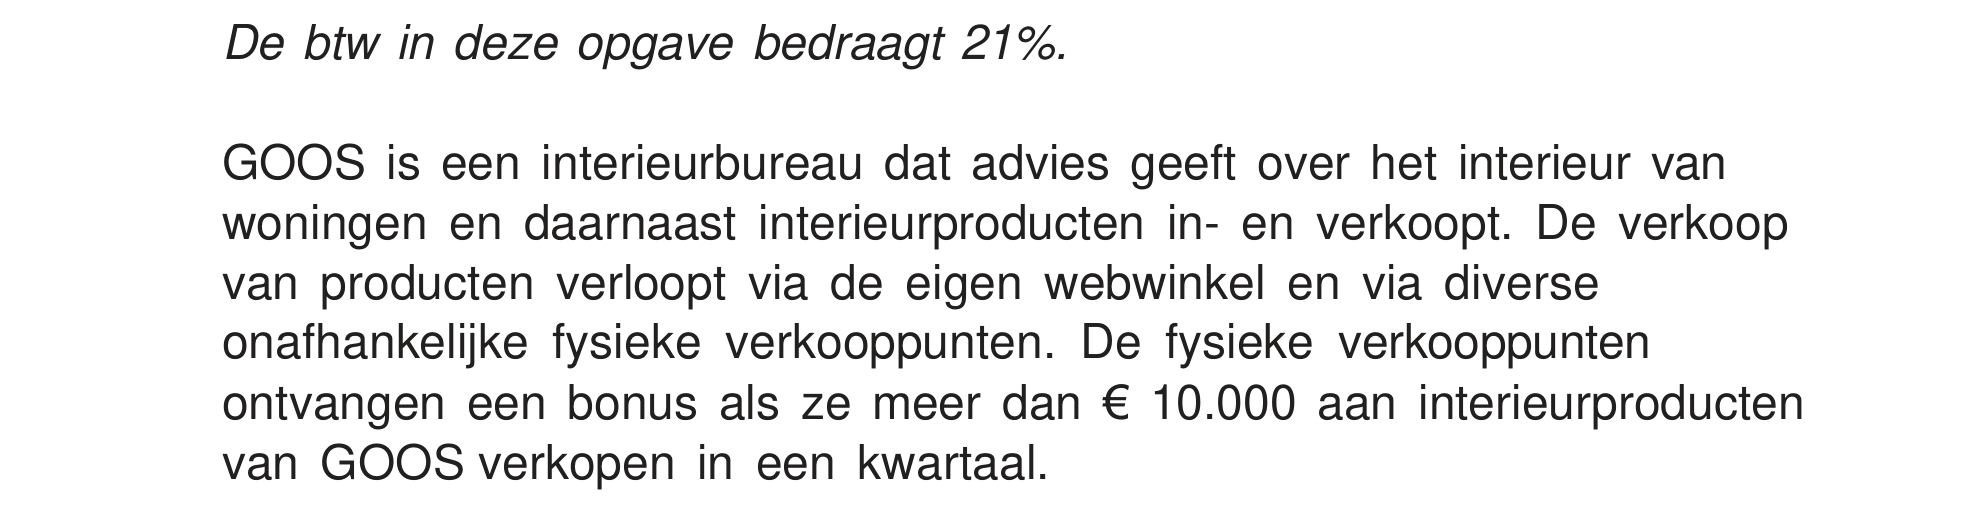 De btw in deze opgave bedraagt 21%.
GOOS is een interieurbureau dat advies geeft over het interieur van
woningen en daarnaast interieurproducten in- en verkoopt. De verkoop
van producten verloopt via de eigen webwinkel en via diverse
onafhankelijke fysieke verkooppunten. De fysieke verkooppunten
ontvangen een bonus als ze meer dan € 10.000 aan interieurproducten
van GOOS verkopen in een kwartaal.